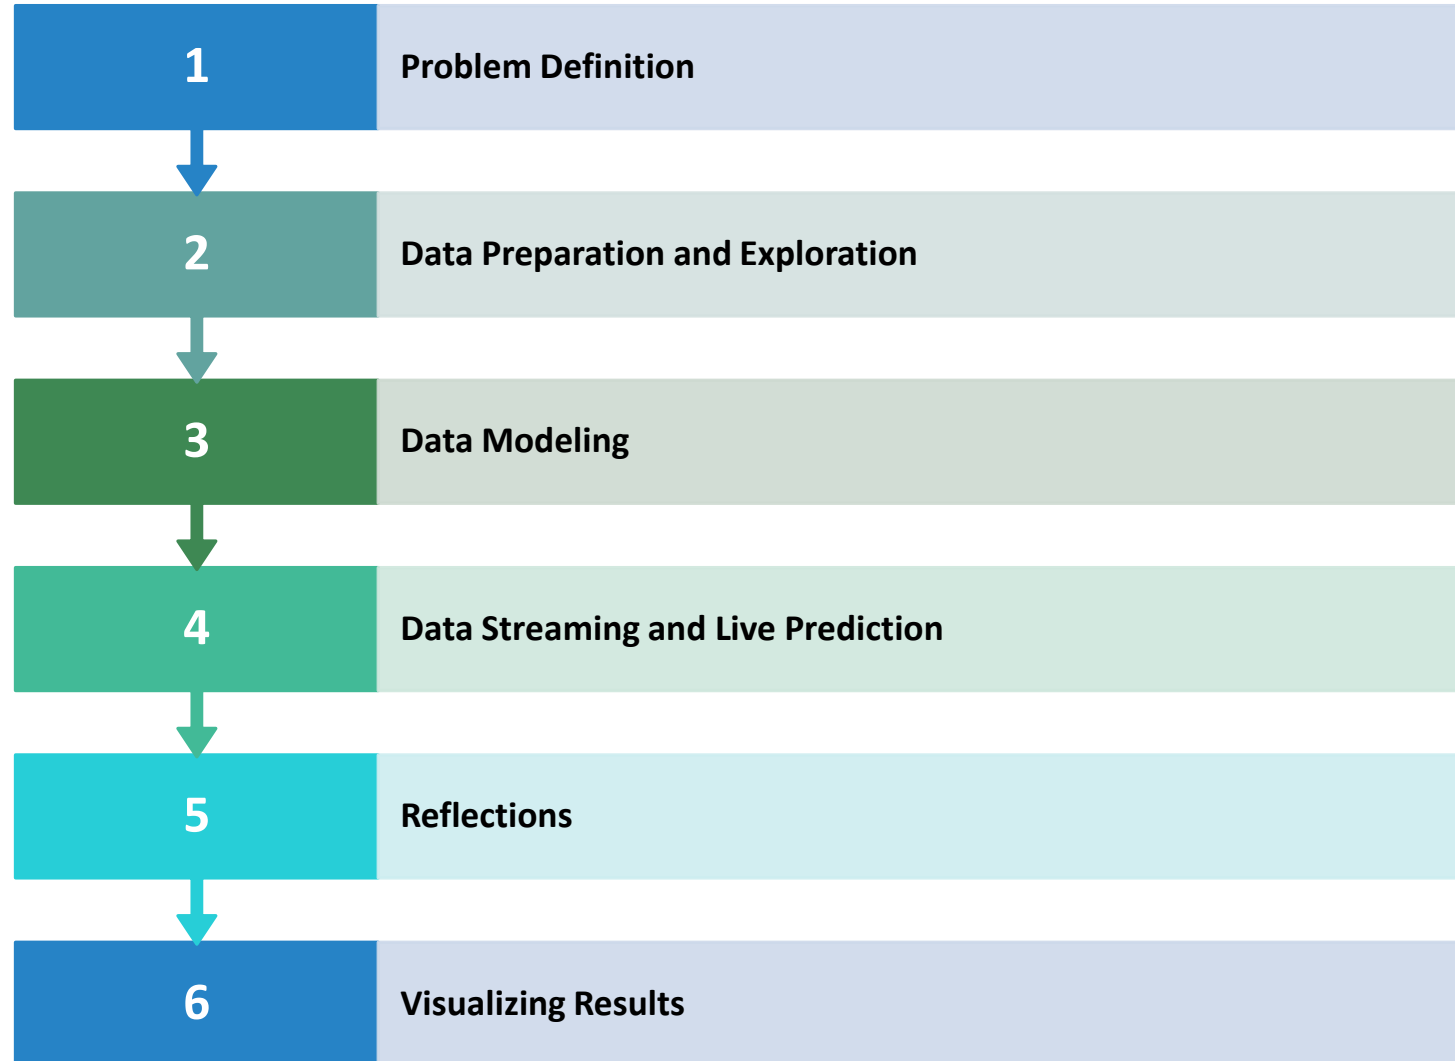 1
Problem Definition
2
Data Preparation and Exploration
3
Data Modeling
4
Data Streaming and Live Prediction
5
Reflections
6
Visualizing Results